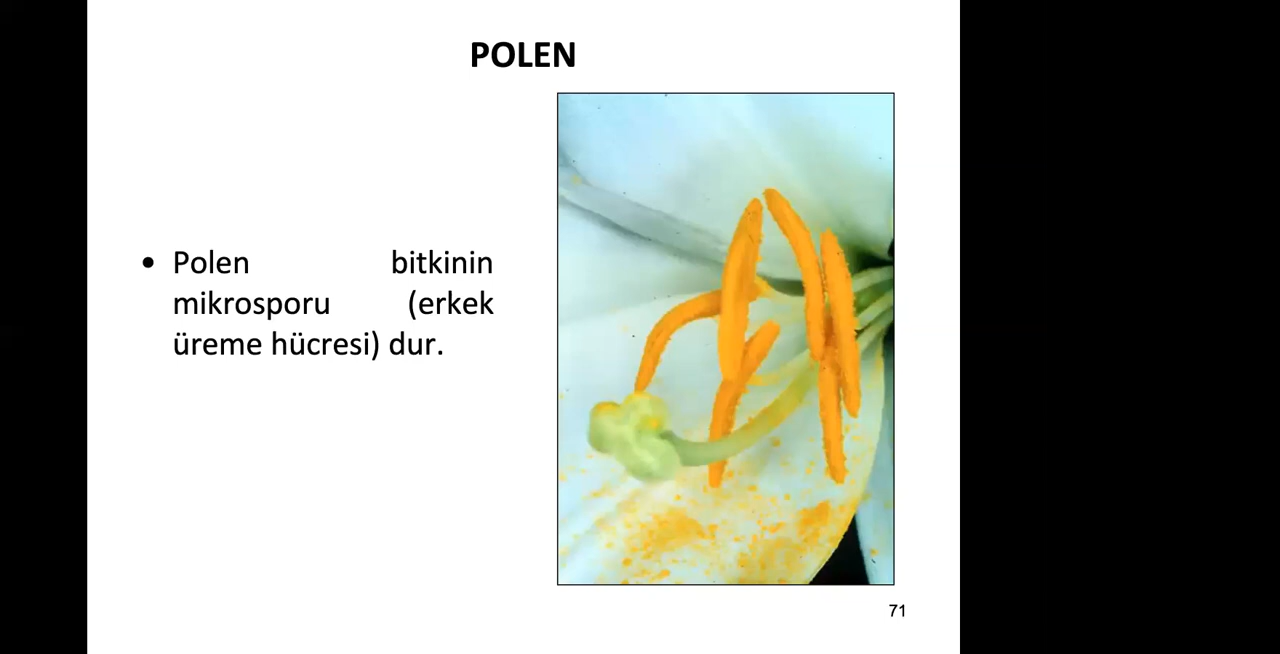 POLEN
• Polen bitkinin
mikrosporu (erkek
üreme hücresi) dur.
71